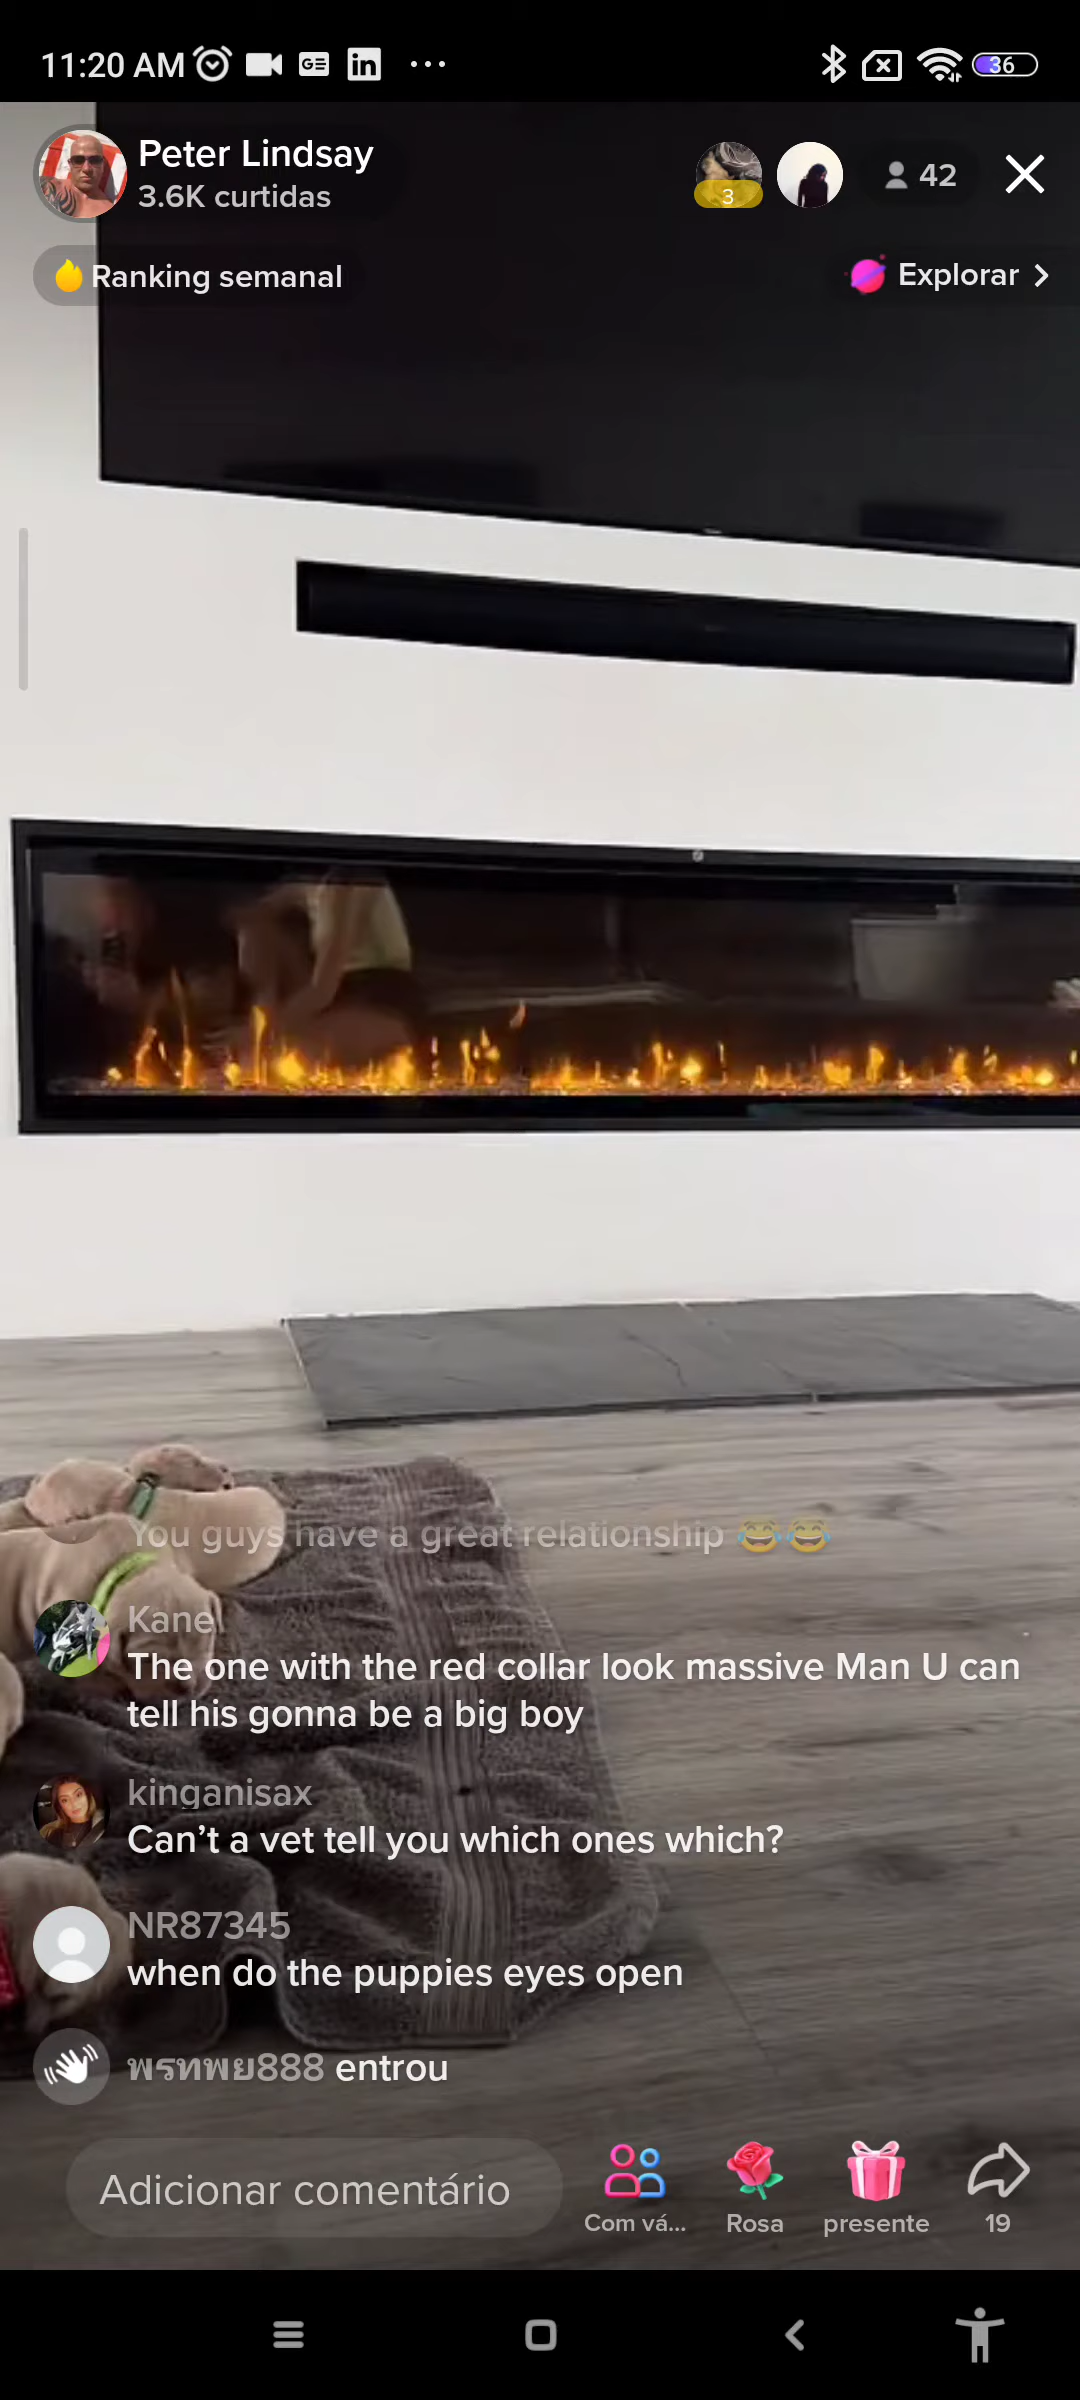 11:20 AM
36
Peter Lindsay
3.6K curtidas
3
42
Ranking semanal
Explorar
You guys have a great relationship 😂😂
Kane
The one with the red collar look massive Man U can
tell his gonna be a big boy
kinganisax
Can’t a vet tell you which ones which?
NR87345
when do the puppies eyes open
พรทพย888 entrou
Adicionar comentário
Com vá...
Rosa
presente
19